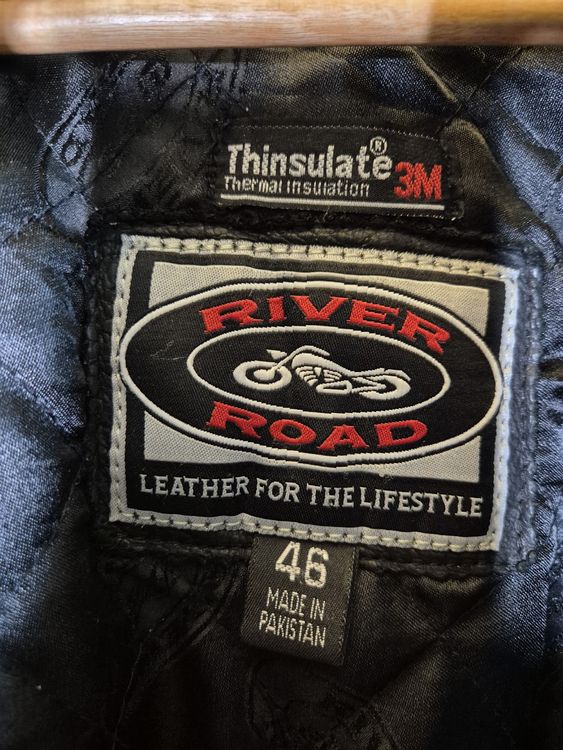 Thinsulate®
Thermal Insulation 3M
RIVER
ROAD
LEATHER FOR THE LIFESTYLE
46
MADE IN
PAKISTAN